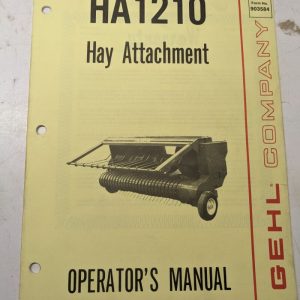 HA1210
Form No.
903584
Hay Attachment
GEHL COMPANY
OPERATOR'S MANUAL